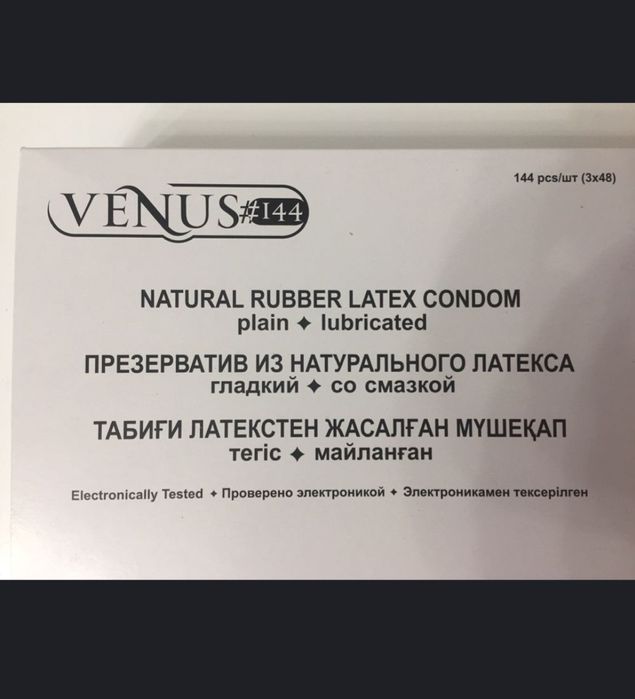 144 pcs/шт (3x48)
VENUS #144
NATURAL RUBBER LATEX CONDOM
plain ✦ lubricated
ПРЕЗЕРВАТИВ ИЗ НАТУРАЛЬНОГО ЛАТЕКСА
гладкий ✦ со смазкой
ТАБИҒИ ЛАТЕКСТЕН ЖАСАЛҒАН МҮШЕҚАП
тегіс ✦ майланған
Electronically Tested ✦ Проверено электроникой ✦ Электроникамен тексерілген